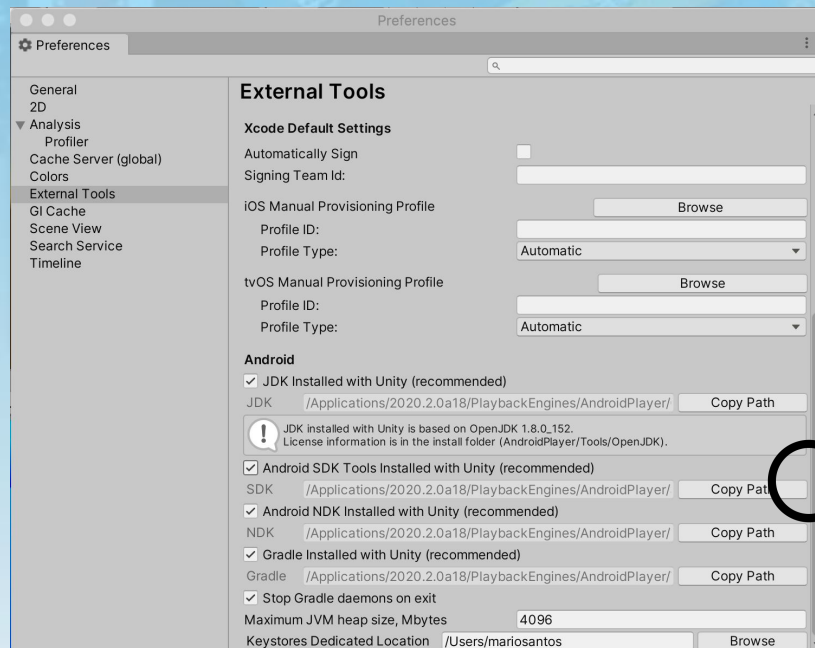 Preferences
Preferences
General
2D
Analysis
Profiler
Cache Server (global)
Colors
External Tools
GI Cache
Scene View
Search Service
Timeline
External Tools
Xcode Default Settings
Automatically Sign
Signing Team Id:
iOS Manual Provisioning Profile Browse
Profile ID:
Profile Type: Automatic
tvOS Manual Provisioning Profile Browse
Profile ID:
Profile Type: Automatic
Android
JDK Installed with Unity (recommended)
JDK /Applications/2020.2.0a18/PlaybackEngines/AndroidPlayer/ Copy Path
JDK installed with Unity is based on OpenJDK 1.8.0_152.
License information is in the install folder (AndroidPlayer/Tools/OpenJDK).
Android SDK Tools Installed with Unity (recommended)
SDK /Applications/2020.2.0a18/PlaybackEngines/AndroidPlayer/ Copy Path
Android NDK Installed with Unity (recommended)
NDK /Applications/2020.2.0a18/PlaybackEngines/AndroidPlayer/ Copy Path
Gradle Installed with Unity (recommended)
Gradle /Applications/2020.2.0a18/PlaybackEngines/AndroidPlayer/ Copy Path
Stop Gradle daemons on exit
Maximum JVM heap size, Mbytes 4096
Keystores Dedicated Location /Users/mariosantos Browse